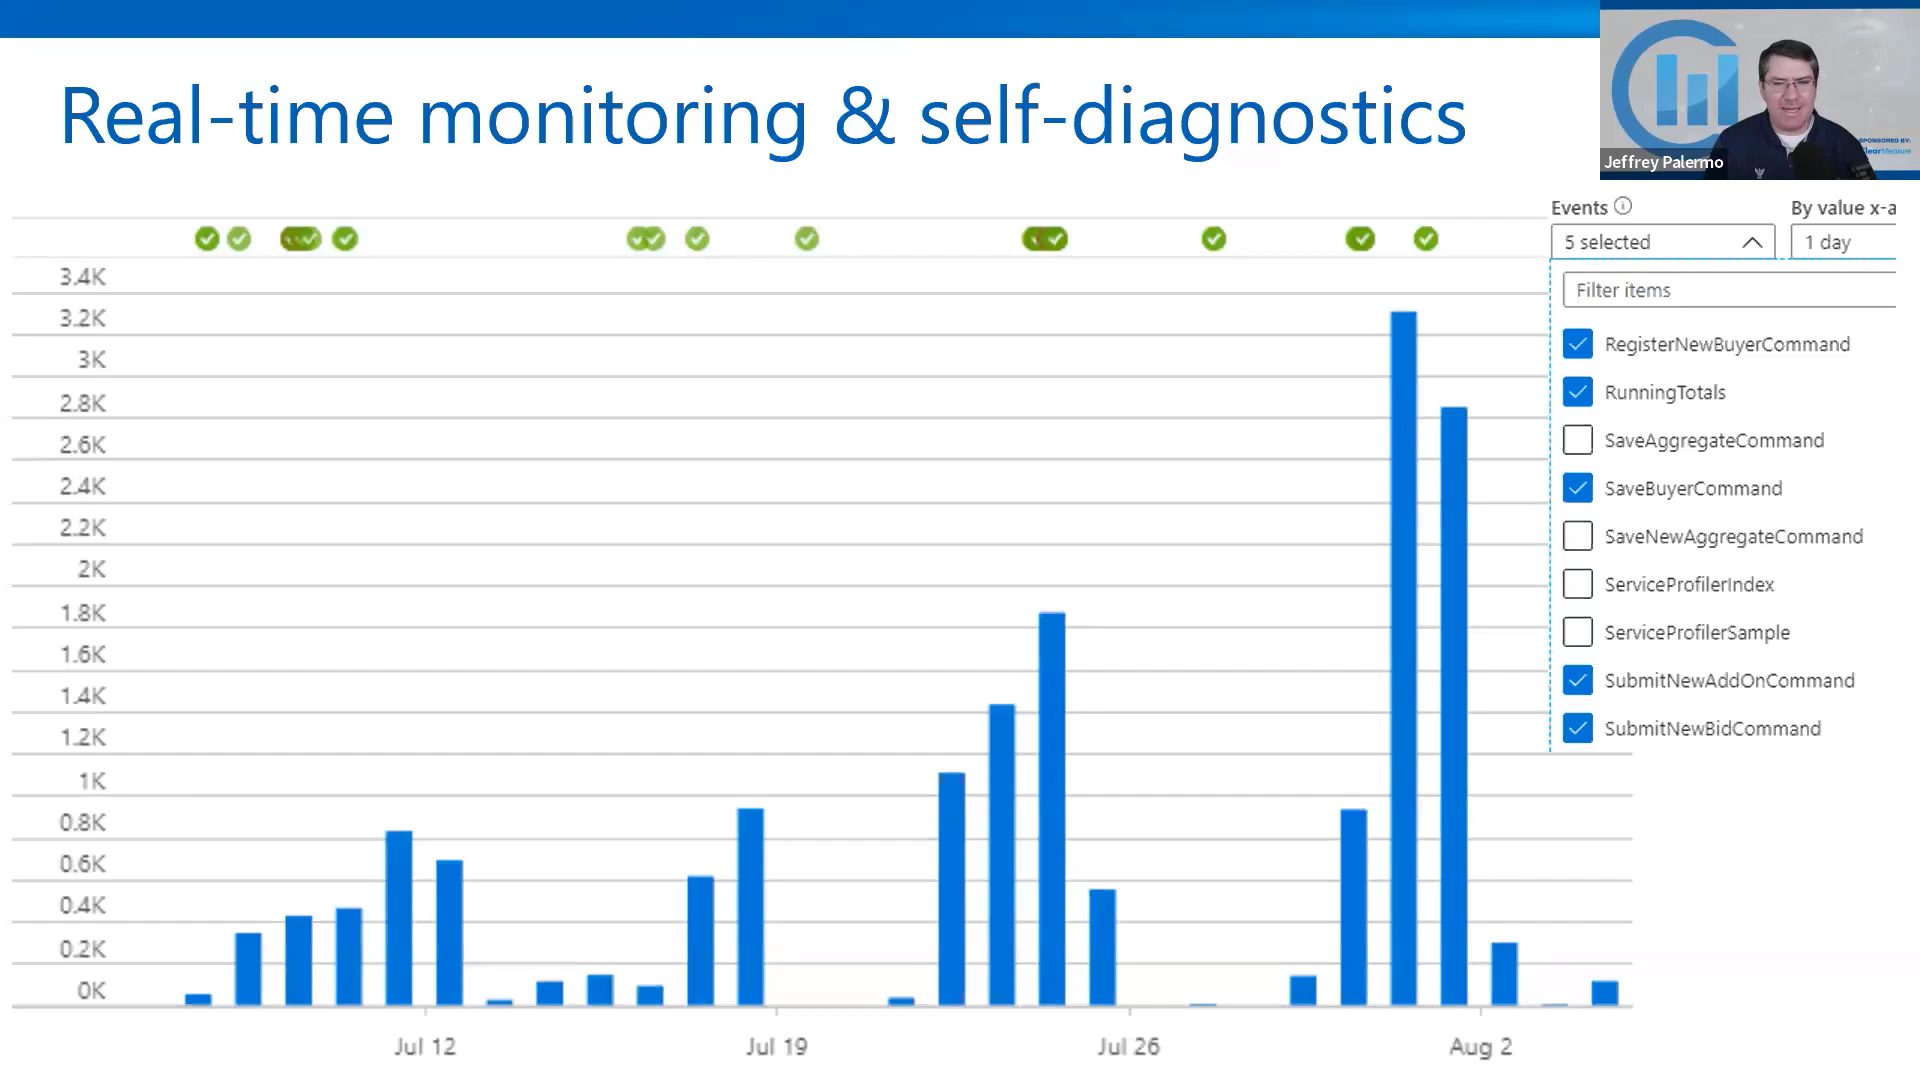 Real-time monitoring & self-diagnostics
SPONSORED BY:
ClearMeasure
Jeffrey Palermo
Events
By value x-a
5 selected
1 day
Filter items
RegisterNewBuyerCommand
RunningTotals
SaveAggregateCommand
SaveBuyerCommand
SaveNewAggregateCommand
ServiceProfilerIndex
ServiceProfilerSample
SubmitNewAddOnCommand
SubmitNewBidCommand
3.4K
3.2K
3K
2.8K
2.6K
2.4K
2.2K
2K
1.8K
1.6K
1.4K
1.2K
1K
0.8K
0.6K
0.4K
0.2K
0K
Jul 12
Jul 19
Jul 26
Aug 2